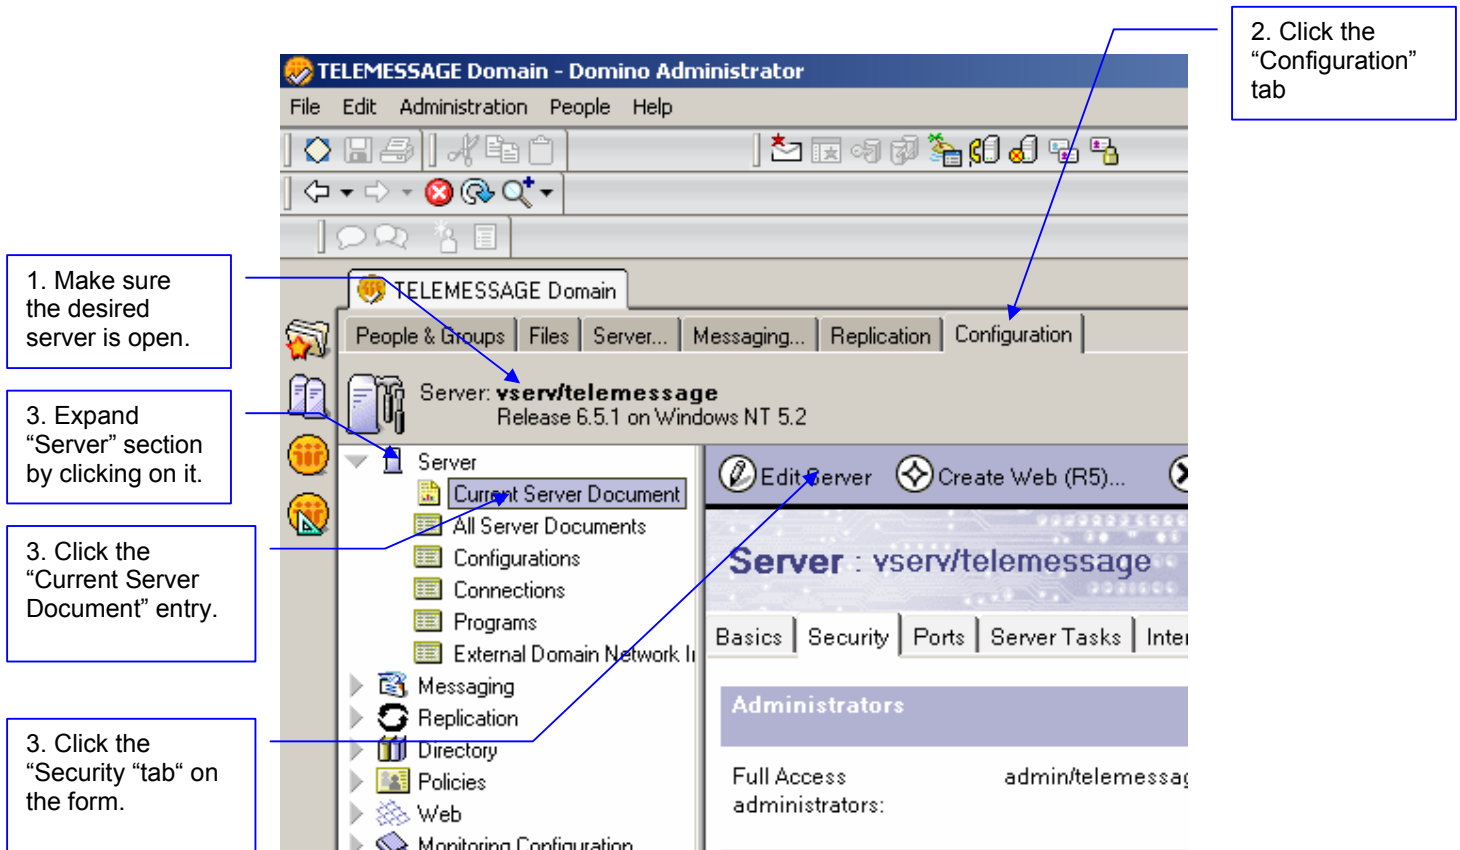 2. Click the
“Configuration”
tab
TELEMESSAGE Domain - Domino Administrator
File Edit Administration People Help
1. Make sure
the desired
server is open.
TELEMESSAGE Domain
People & Groups Files Server... Messaging... Replication Configuration
Server: vserv/telemessage
Release 6.5.1 on Windows NT 5.2
3. Expand
“Server” section
by clicking on it.
Server
Current Server Document
All Server Documents
Configurations
Connections
Programs
External Domain Network
Messaging
Replication
Directory
Policies
Web
Monitoring Configuration
Edit Server Create Web (R5)...
Server : vserv/telemessage
Basics Security Ports Server Tasks Inter
Administrators
Full Access admin/telemessag
administrators:
3. Click the
“Current Server
Document” entry.
3. Click the
“Security “tab“ on
the form.